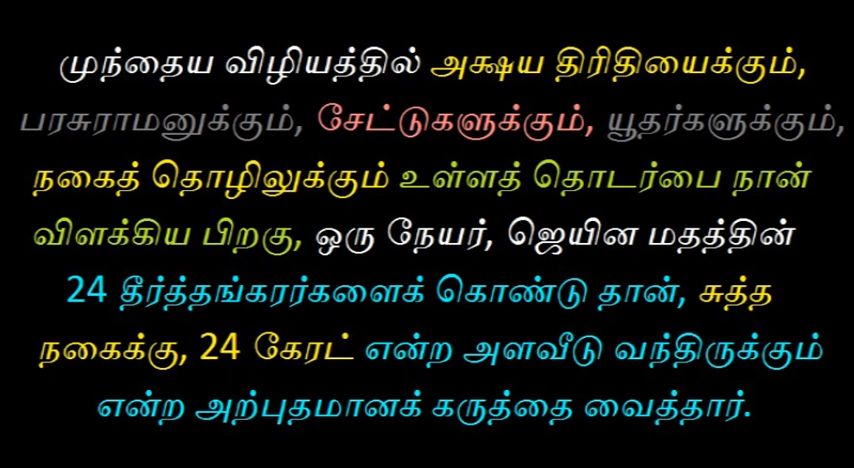 முந்தைய விழியத்தில் அக்ஷய திரிதியைக்கும்,
பரசுராமனுக்கும், சேட்டுகளுக்கும், யூதர்களுக்கும்,
நகைத் தொழிலுக்கும் உள்ளத் தொடர்பை நான்
விளக்கிய பிறகு, ஒரு நேயர், ஜெயின மதத்தின்
24 தீர்த்தங்கரர்களைக் கொண்டு தான், சுத்த
நகைக்கு, 24 கேரட் என்ற அளவீடு வந்திருக்கும்
என்ற அற்புதமானக் கருத்தை வைத்தார்.